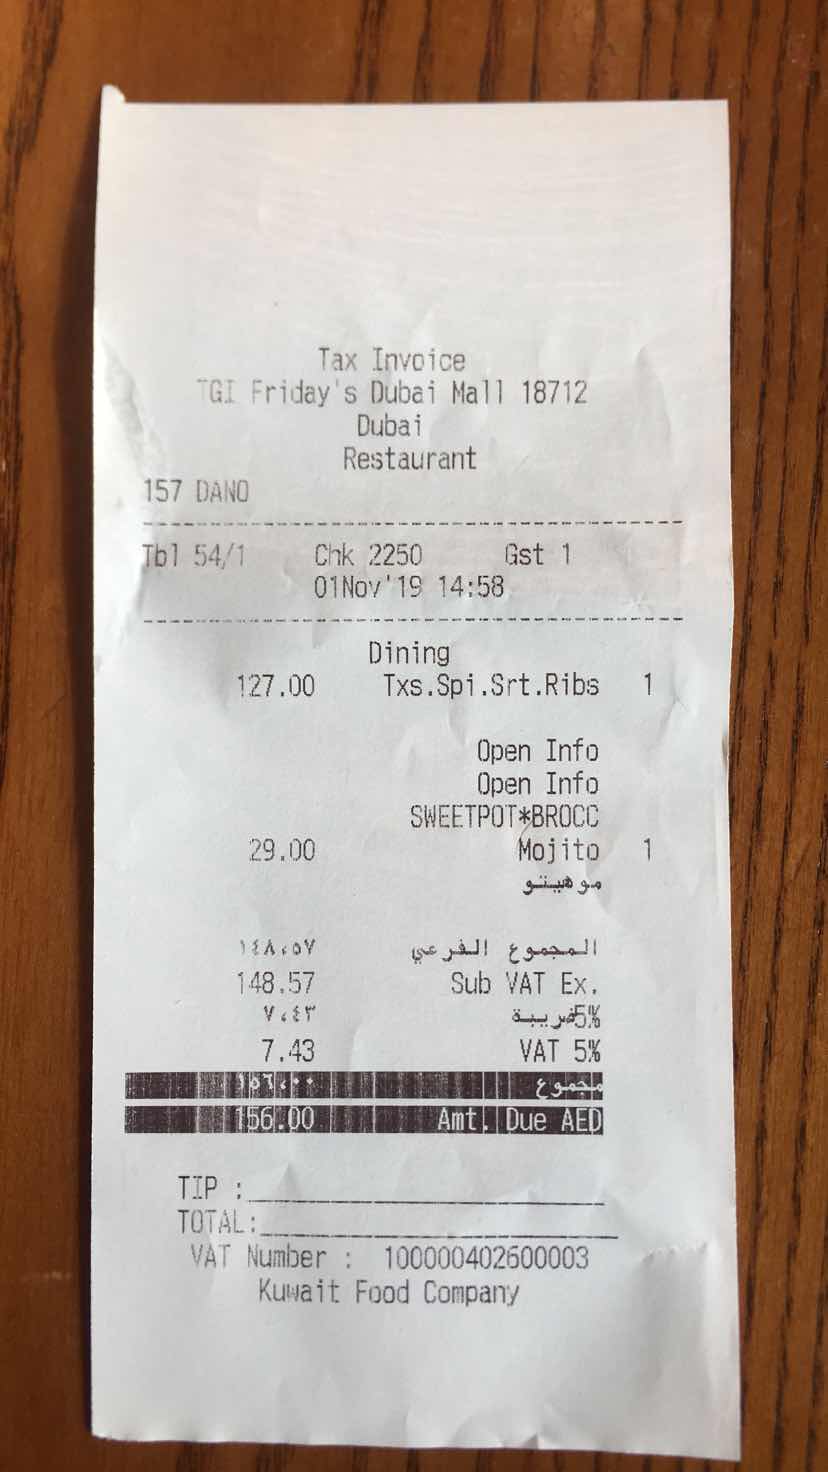 Tax Invoice
TGI Friday's Dubai Mall 18712
Dubai
Restaurant
157 DANO
Tbl 54/1 Chk 2250 Gst 1
01Nov'19 14:58
Dining
127.00 Txs.Spi.Srt.Ribs 1
Open Info
Open Info
SWEETPOT*BROCC
29.00 Mojito 1
موهيتو
١٤٨،٥٧ المجموع الفرعي
148.57 Sub VAT Ex.
٧،٤٣ ضريبة5%
7.43 VAT 5%
١٥٦،٠٠ مجموع
156.00 Amt. Due AED
TIP :
TOTAL:
VAT Number : 100000402600003
Kuwait Food Company